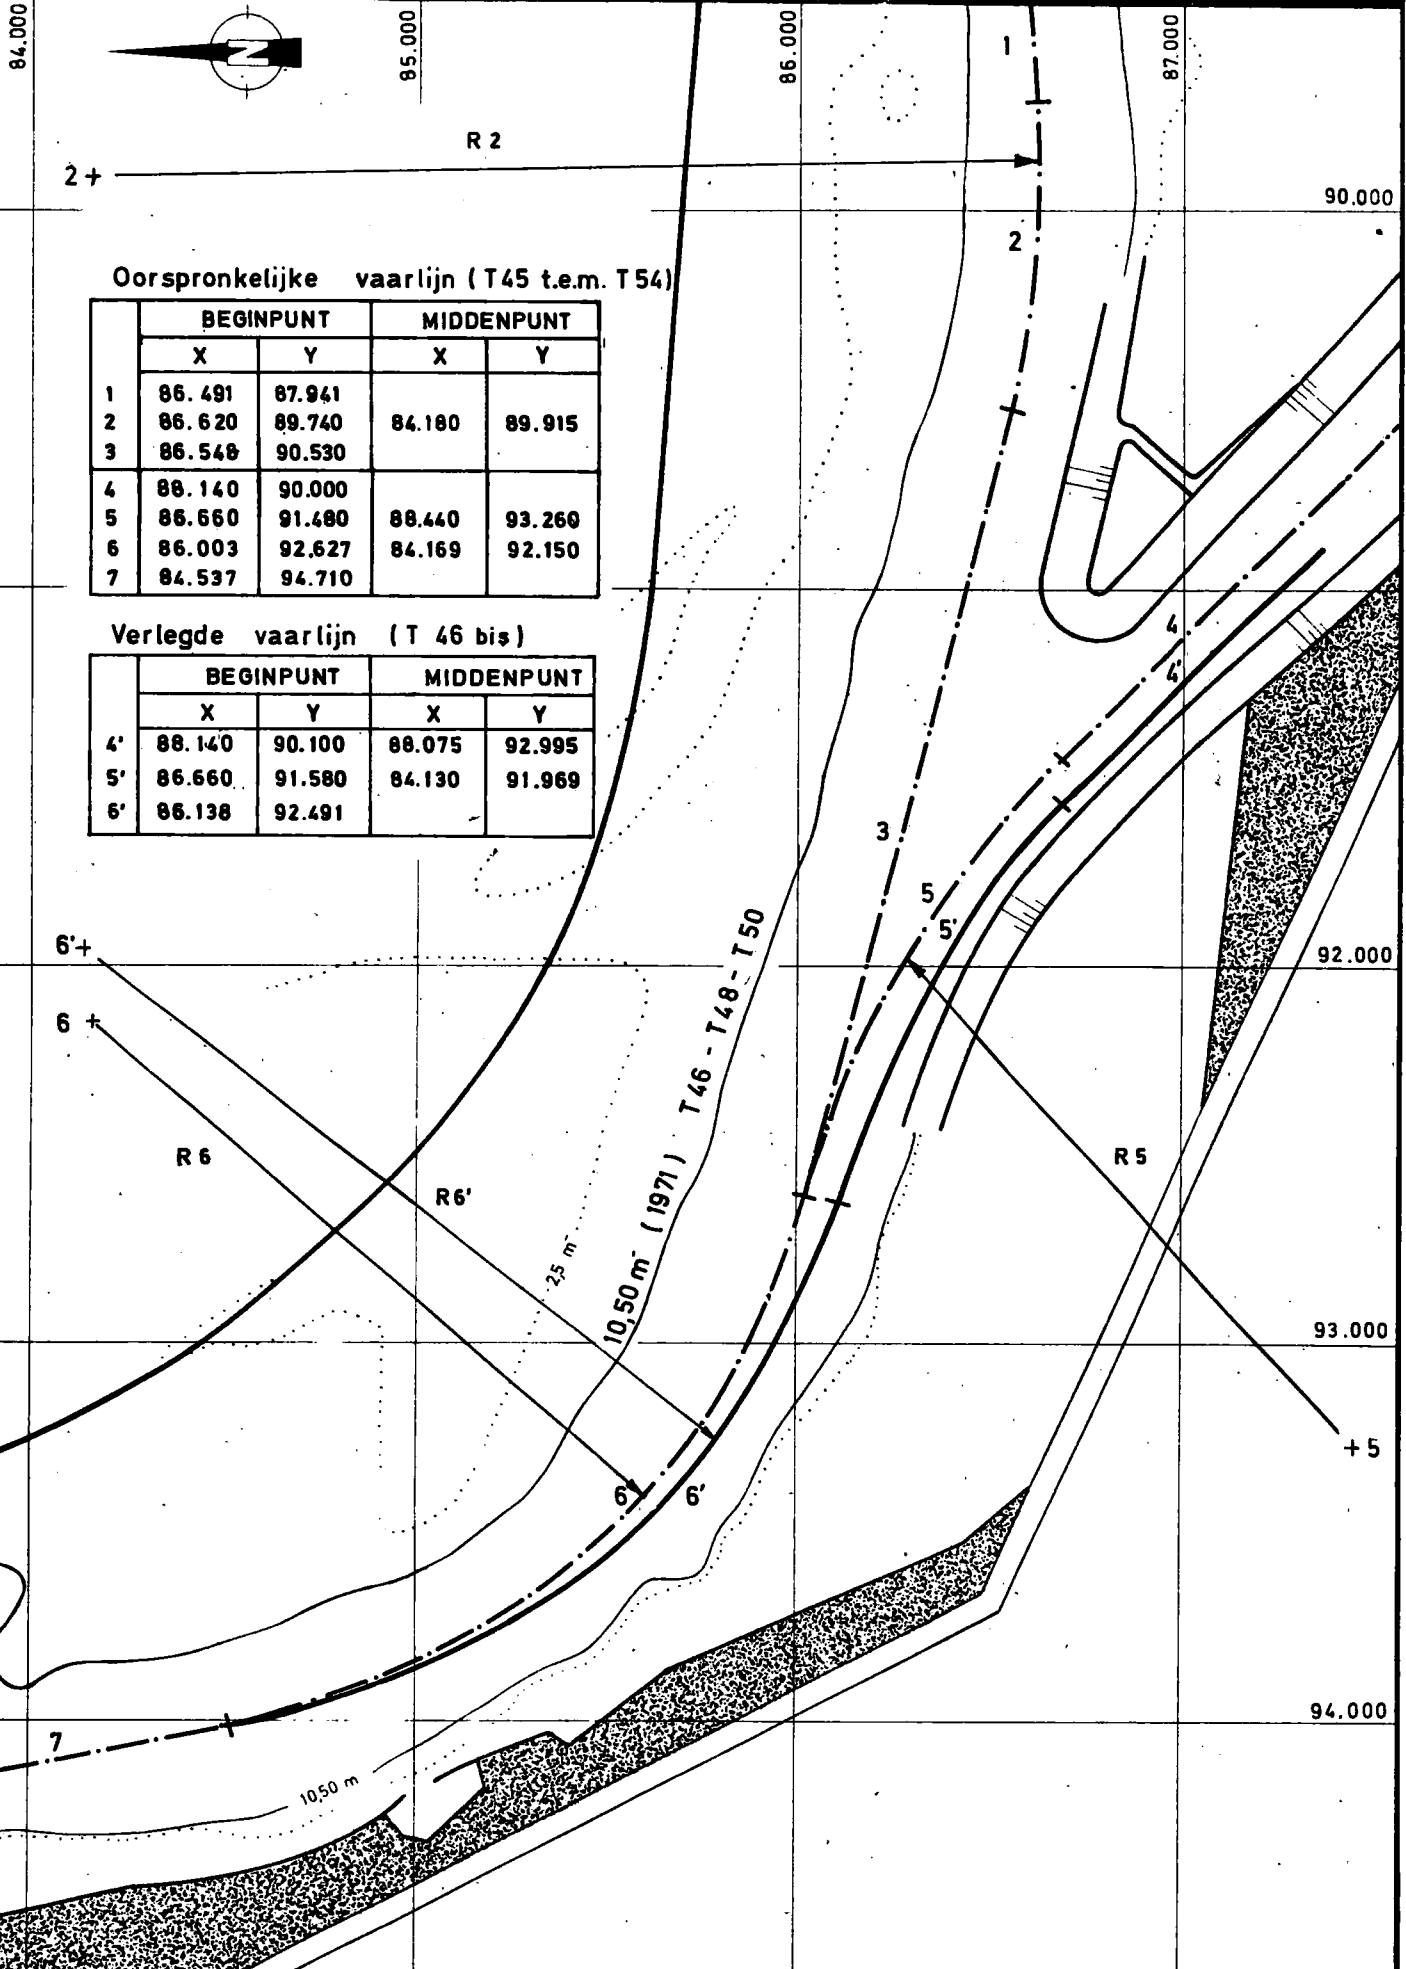 84.000
85.000
86.000
87.000
N
1
R 2
2 +
90.000
2
Oorspronkelijke vaarlijn (T45 t.e.m. T54)
BEGINPUNT MIDDENPUNT
X Y X Y
1 86.491 87.941
2 86.620 89.740 84.180 89.915
3 86.548 90.530
4 88.140 90.000
5 86.660 91.480 88.440 93.260
6 86.003 92.627 84.169 92.150
7 84.537 94.710
Verlegde vaarlijn (T 46 bis)
BEGINPUNT MIDDENPUNT
X Y X Y
4' 88.140 90.100 88.075 92.995
5' 86.660 91.580 84.130 91.969
6' 86.138 92.491
4
4'
3
5
5'
6'+
92.000
6 +
10,50 m (1971) T46 - T48 - T50
R 6
R6'
R 5
2,5 m
93.000
+ 5
6
6'
94.000
7
10,50 m